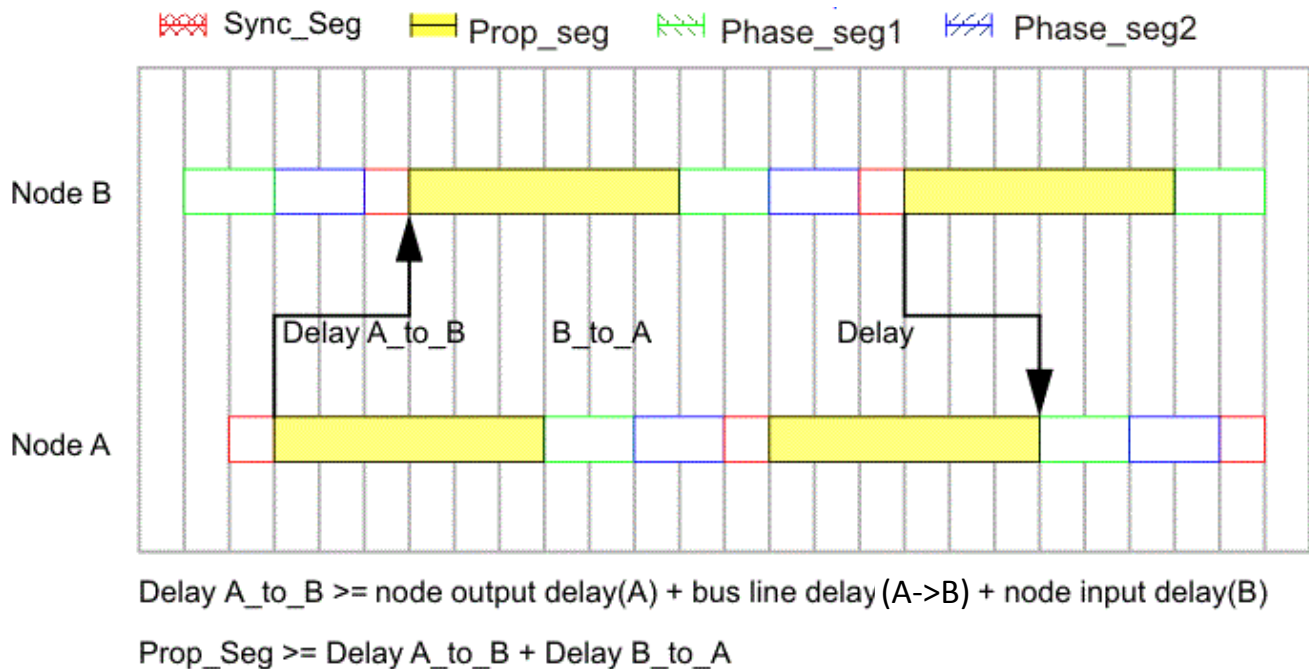 Sync_Seg Prop_seg Phase_seg1 Phase_seg2
Node B
Delay A_to_B B_to_A Delay
Node A
Delay A_to_B >= node output delay(A) + bus line delay (A->B) + node input delay(B)
Prop_Seg >= Delay A_to_B + Delay B_to_A